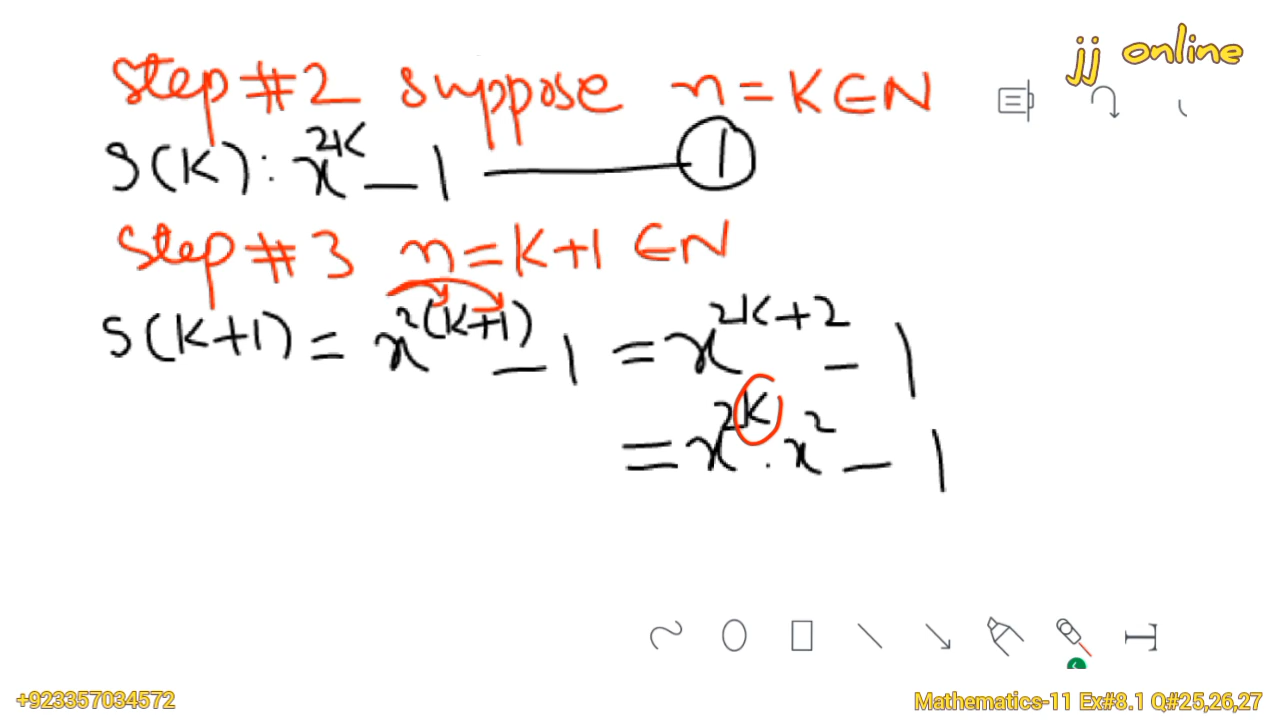 jj online
Step #2 suppose n = K ∈ N
S(K): x^{2K} – 1 ——— ①
Step #3 n = K+1 ∈ N
S(K+1) = x^{2(K+1)} – 1 = x^{2K+2} – 1
= x^{2K} . x^2 – 1
+923357034572
Mathematics-11 Ex#8.1 Q#25,26,27